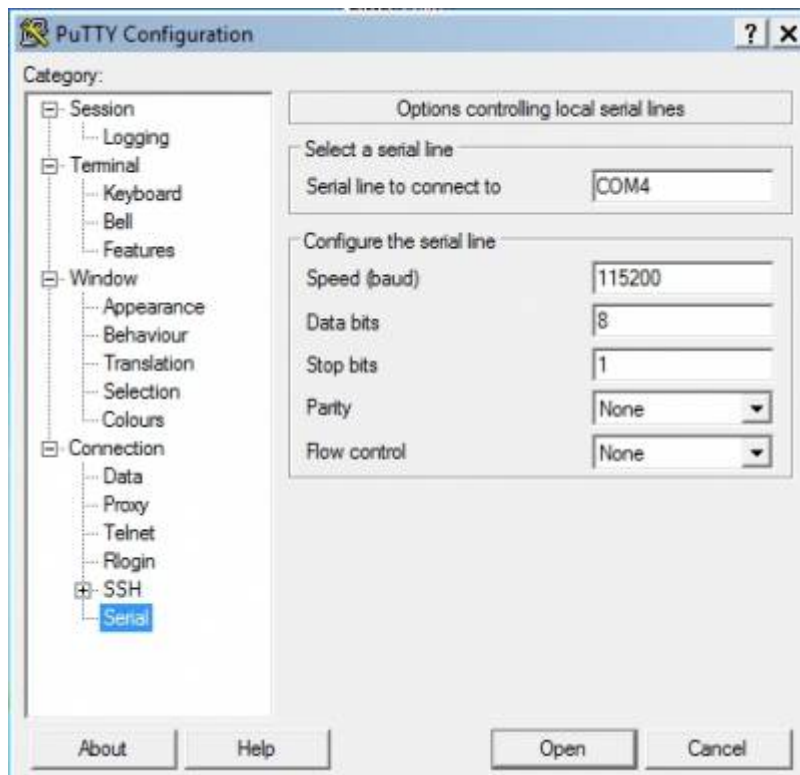 PuTTY Configuration
? X
Category:
Session
Logging
Terminal
Keyboard
Bell
Features
Window
Appearance
Behaviour
Translation
Selection
Colours
Connection
Data
Proxy
Telnet
Rlogin
SSH
Serial
Options controlling local serial lines
Select a serial line
Serial line to connect to COM4
Configure the serial line
Speed (baud) 115200
Data bits 8
Stop bits 1
Parity None
Flow control None
About Help Open Cancel